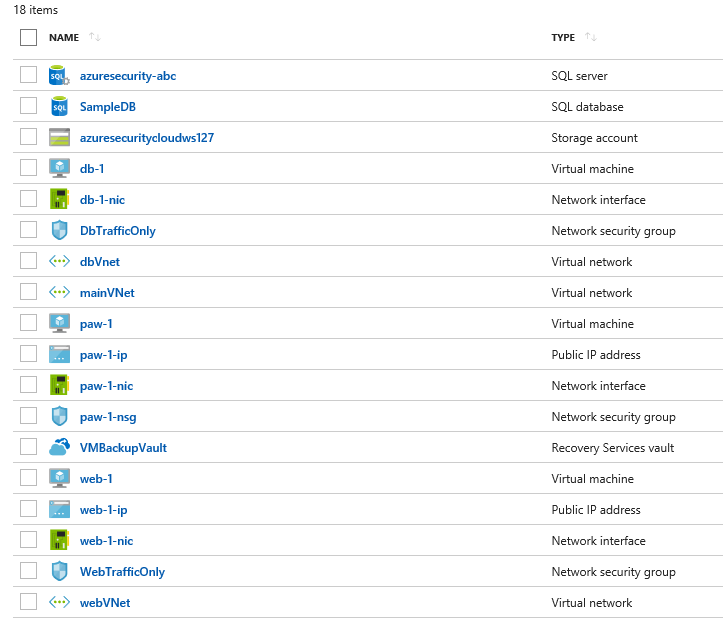 18 items
NAME TYPE
azuresecurity-abc SQL server
SampleDB SQL database
azuresecuritycloudws127 Storage account
db-1 Virtual machine
db-1-nic Network interface
DbTrafficOnly Network security group
dbVnet Virtual network
mainVNet Virtual network
paw-1 Virtual machine
paw-1-ip Public IP address
paw-1-nic Network interface
paw-1-nsg Network security group
VMBackupVault Recovery Services vault
web-1 Virtual machine
web-1-ip Public IP address
web-1-nic Network interface
WebTrafficOnly Network security group
webVNet Virtual network